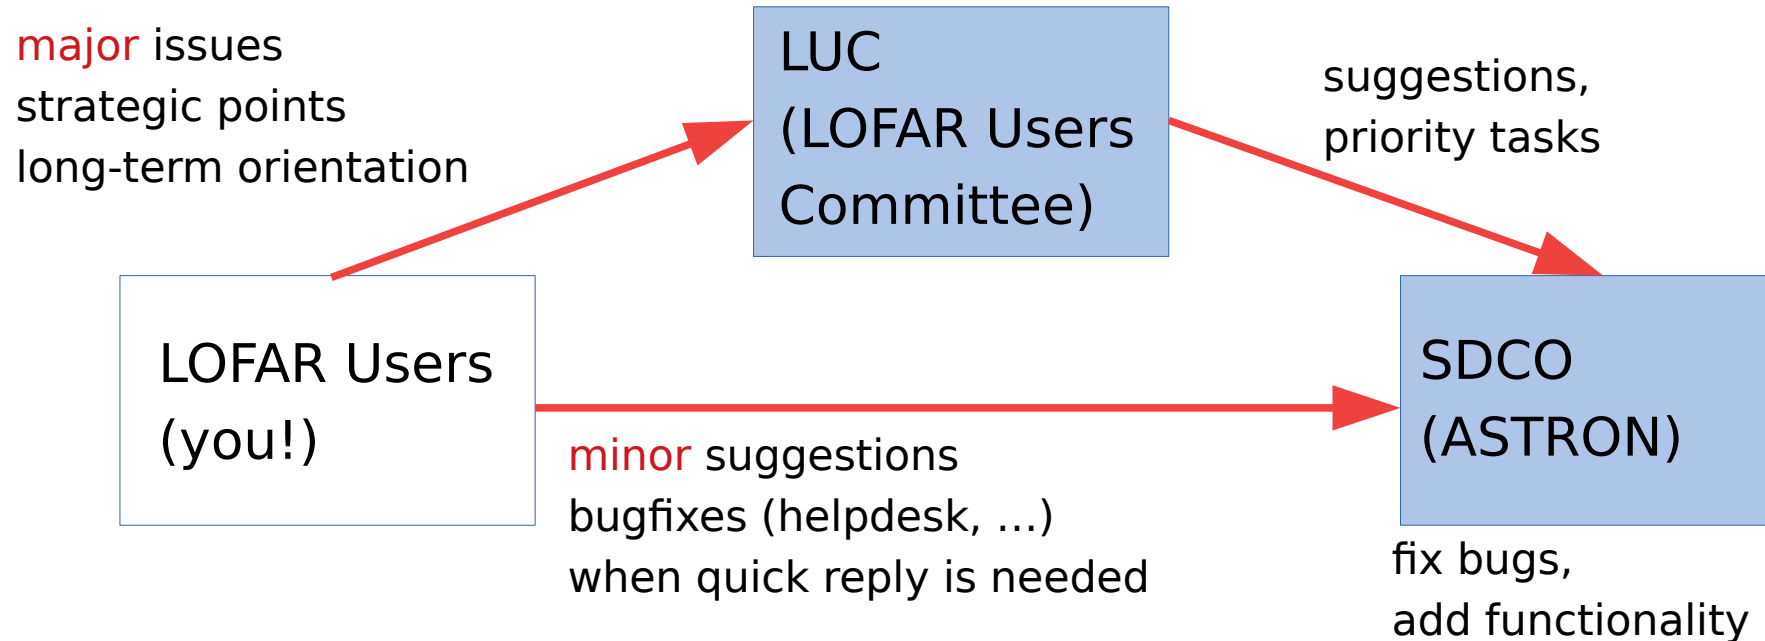 major issues
strategic points
long-term orientation
LUC
(LOFAR Users
Committee)
suggestions,
priority tasks
LOFAR Users
(you!)
minor suggestions
bugfixes (helpdesk, ...)
when quick reply is needed
SDCO
(ASTRON)
fix bugs,
add functionality